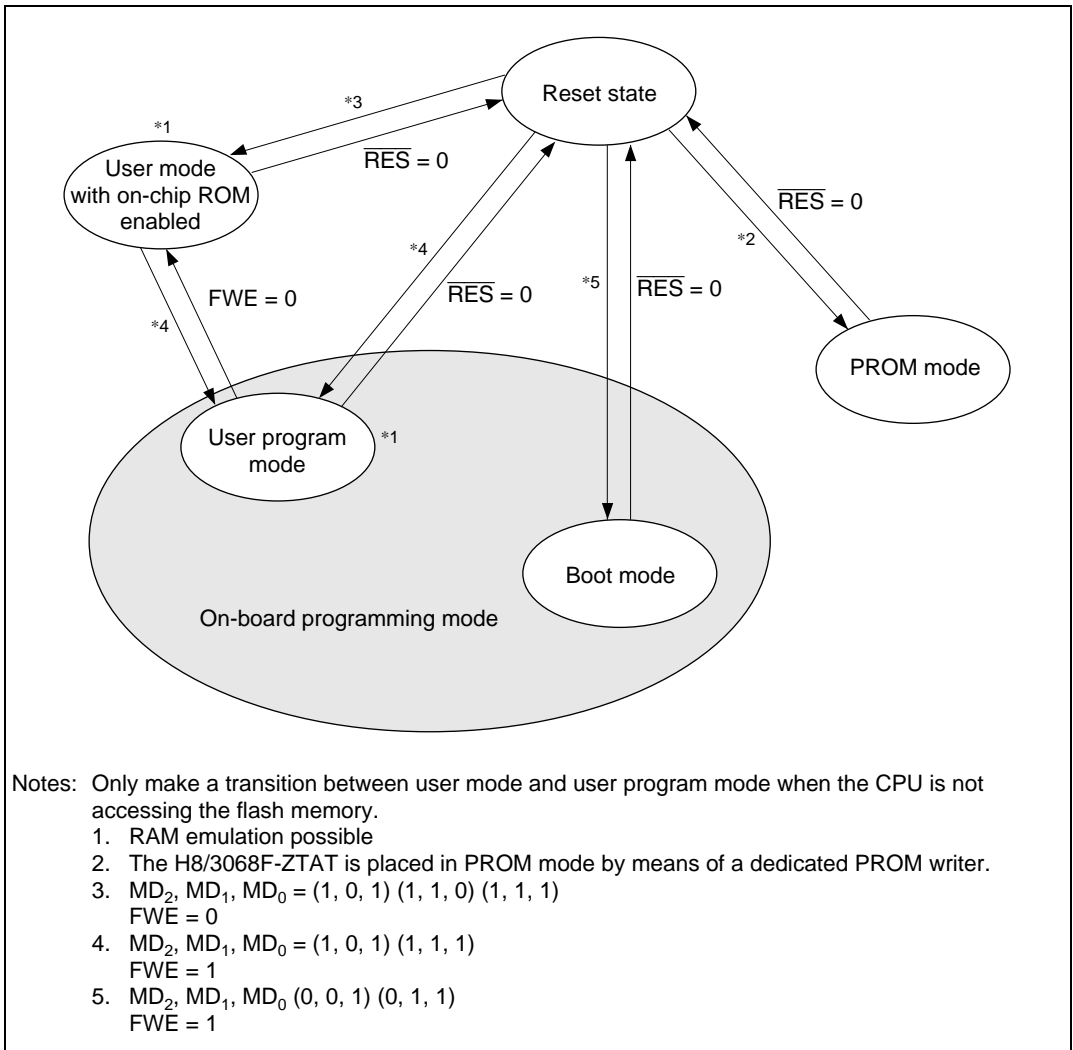 Reset state
*3
*1
R̅E̅S̅ = 0
User mode
with on-chip ROM
enabled
R̅E̅S̅ = 0
*2
*4
FWE = 0
R̅E̅S̅ = 0
*5
R̅E̅S̅ = 0
*4
PROM mode
User program
mode
*1
Boot mode
On-board programming mode
Notes: Only make a transition between user mode and user program mode when the CPU is not
accessing the flash memory.
1. RAM emulation possible
2. The H8/3068F-ZTAT is placed in PROM mode by means of a dedicated PROM writer.
3. MD₂, MD₁, MD₀ = (1, 0, 1) (1, 1, 0) (1, 1, 1)
FWE = 0
4. MD₂, MD₁, MD₀ = (1, 0, 1) (1, 1, 1)
FWE = 1
5. MD₂, MD₁, MD₀ (0, 0, 1) (0, 1, 1)
FWE = 1